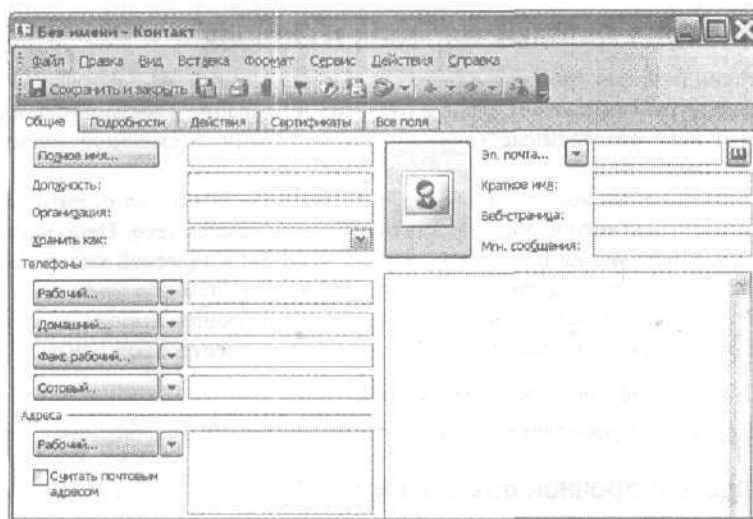 Без имени - Контакт
Файл Правка Вид Вставка Формат Сервис Действия Справка
Сохранить и закрыть
Общие Подробности Действия Сертификаты Все поля
Полное имя...
Должность:
Организация:
Хранить как:
Эл. почта...
Краткое имя:
Веб-страница:
Мгн. сообщения:
Телефоны
Рабочий...
Домашний...
Факс рабочий...
Сотовый...
Адреса
Рабочий...
Считать почтовым
адресом